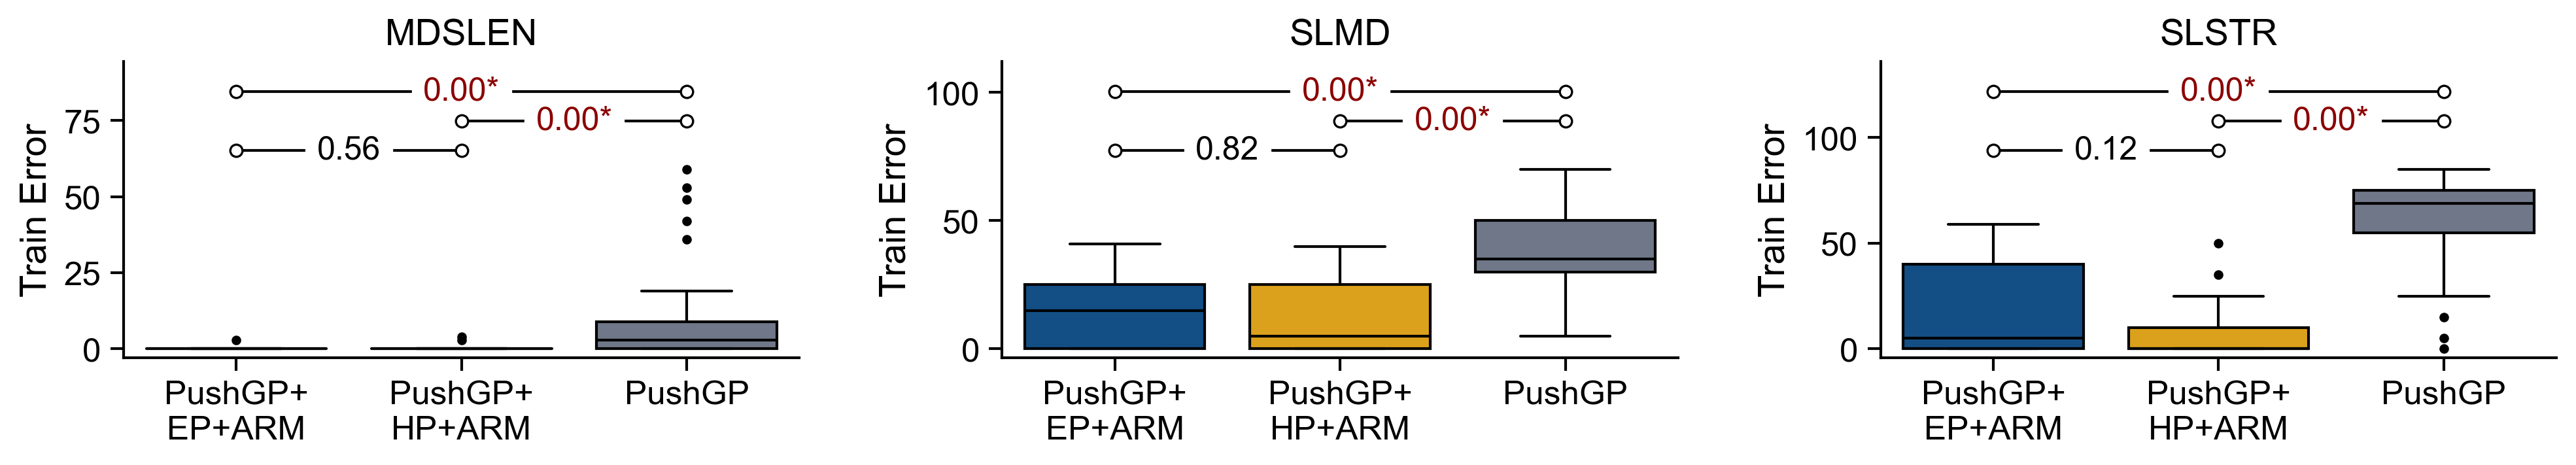 MDSLEN
Train Error
75
50
25
0
0.00*
0.00*
0.56
PushGP+
EP+ARM
PushGP+
HP+ARM
PushGP
SLMD
Train Error
100
50
0
0.00*
0.00*
0.82
PushGP+
EP+ARM
PushGP+
HP+ARM
PushGP
SLSTR
Train Error
100
50
0
0.00*
0.00*
0.12
PushGP+
EP+ARM
PushGP+
HP+ARM
PushGP